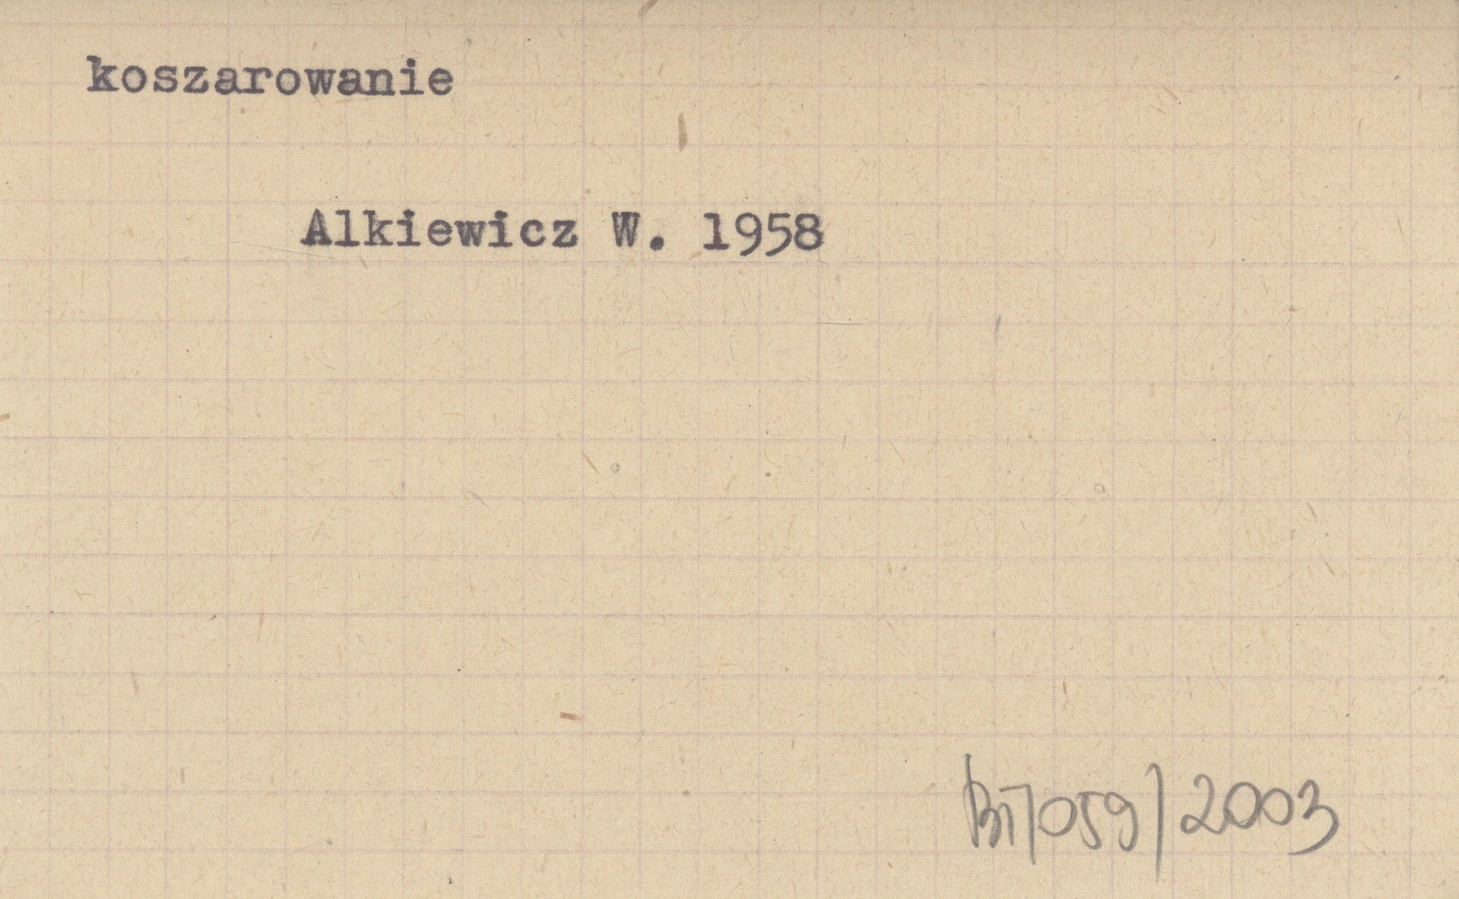 koszarowanie
Alkiewicz W. 1958
BI/059/2003